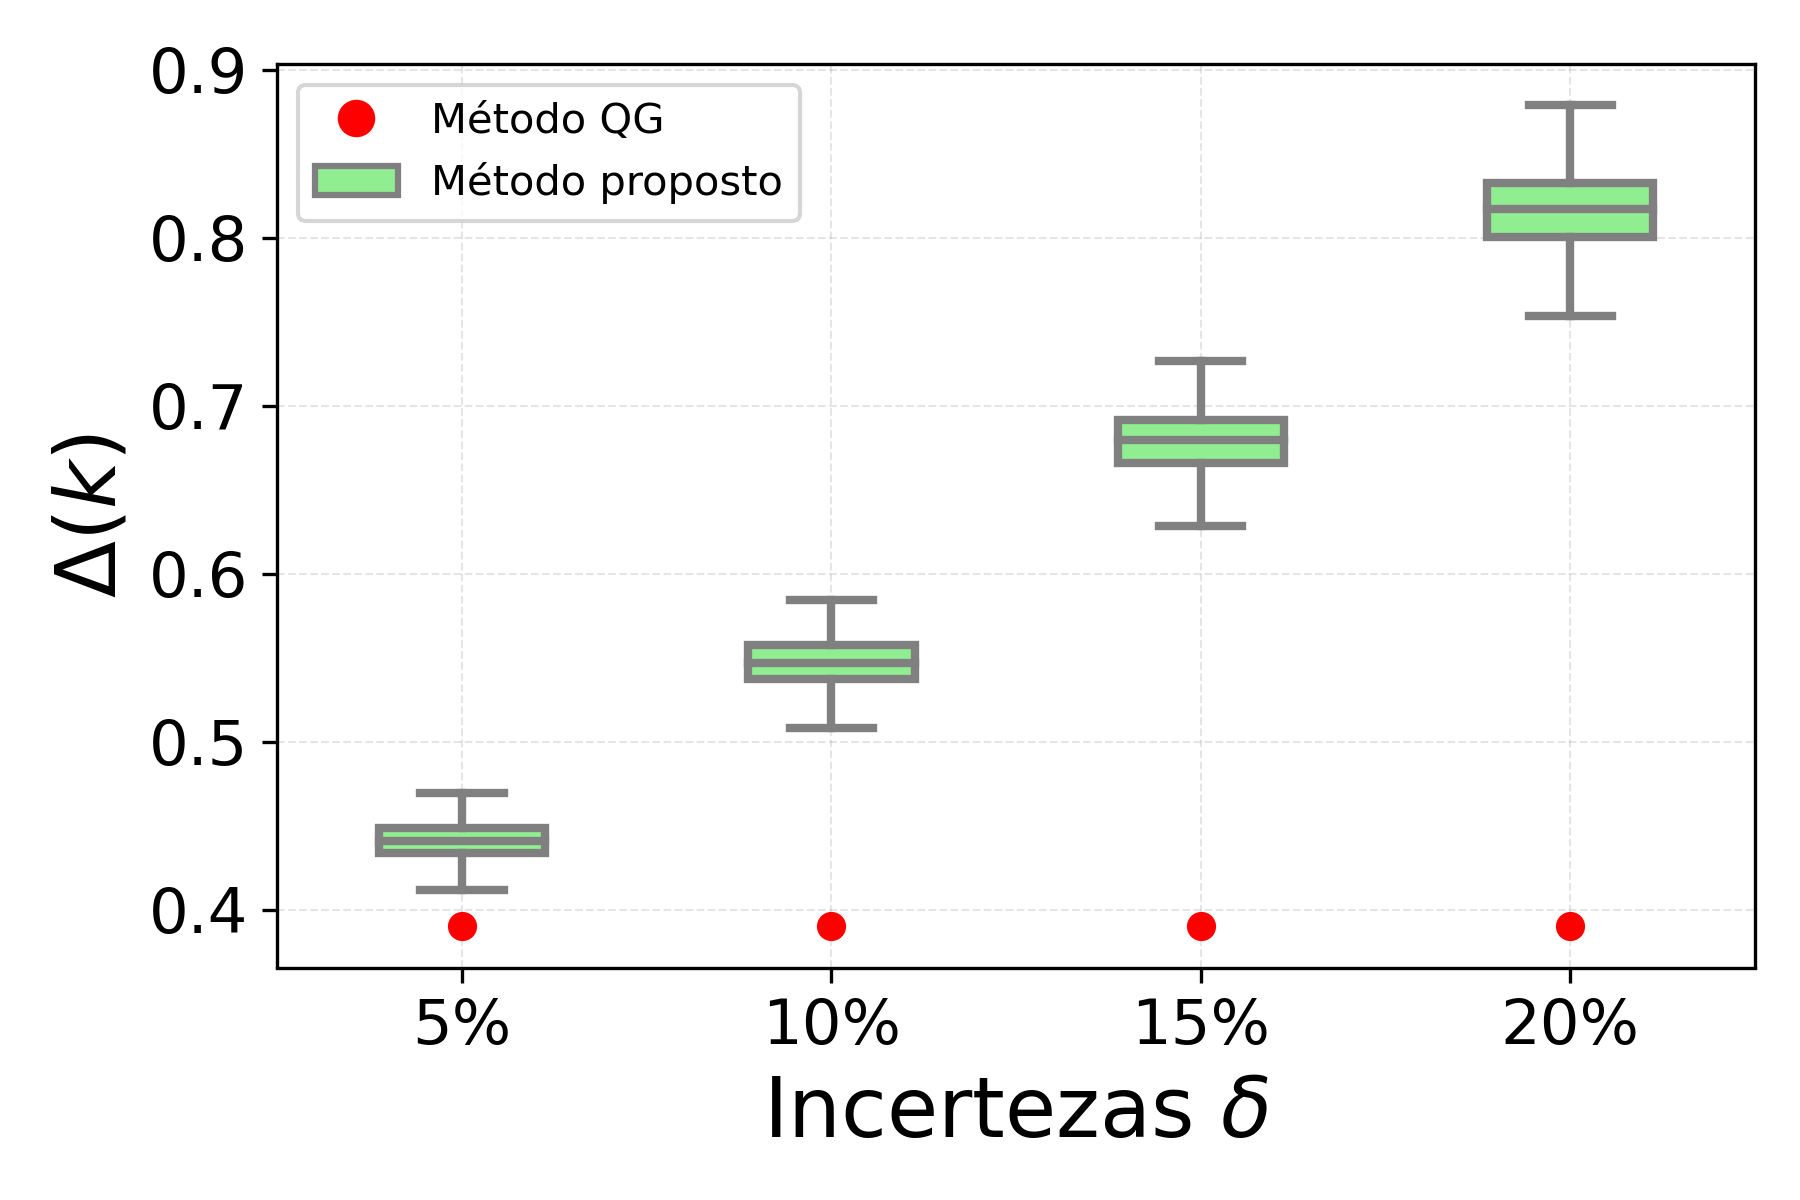 0.9
0.8
0.7
0.6
0.5
0.4
Δ(k)
Método QG
Método proposto
5% 10% 15% 20%
Incertezas δ